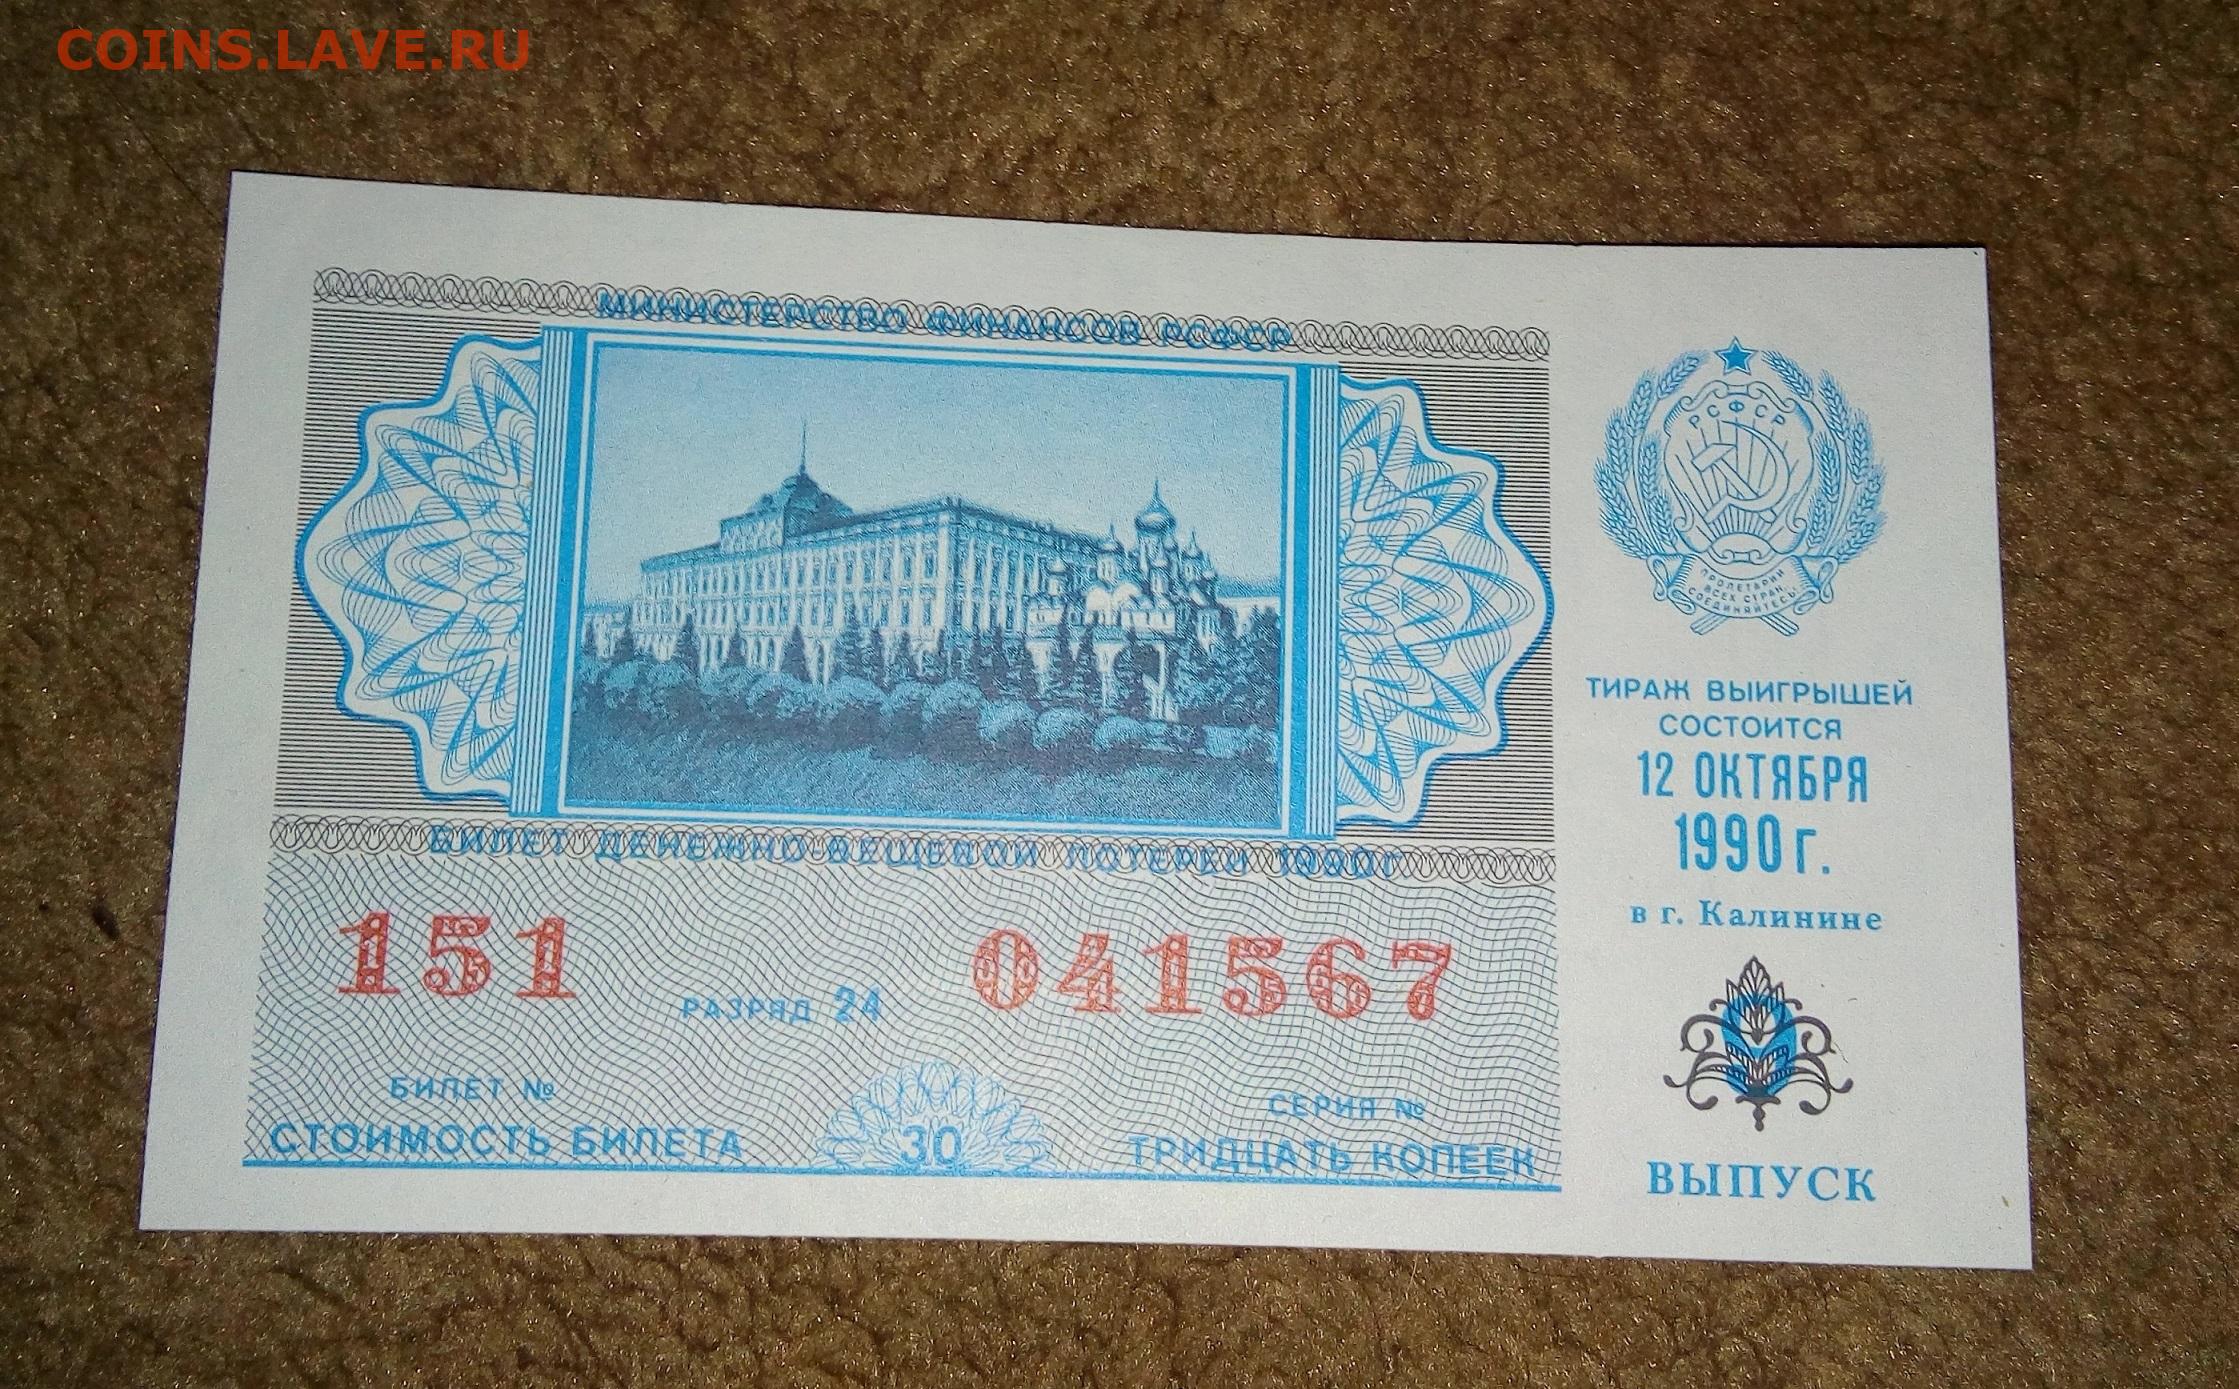 COINS.LAVE.RU
МИНИСТЕРСТВО ФИНАНСОВ РСФСР
РСФСР
ПРОЛЕТАРИИ
ВСЕХ СТРАН,
СОЕДИНЯЙТЕСЬ!
ТИРАЖ ВЫИГРЫШЕЙ
СОСТОИТСЯ
12 ОКТЯБРЯ
1990 г.
в г. Калинине
БИЛЕТ ДЕНЕЖНО-ВЕЩЕВОЙ ЛОТЕРЕИ 1990г
151 РАЗРЯД 24 041567
БИЛЕТ № СЕРИЯ №
СТОИМОСТЬ БИЛЕТА 30 ТРИДЦАТЬ КОПЕЕК
ВЫПУСК